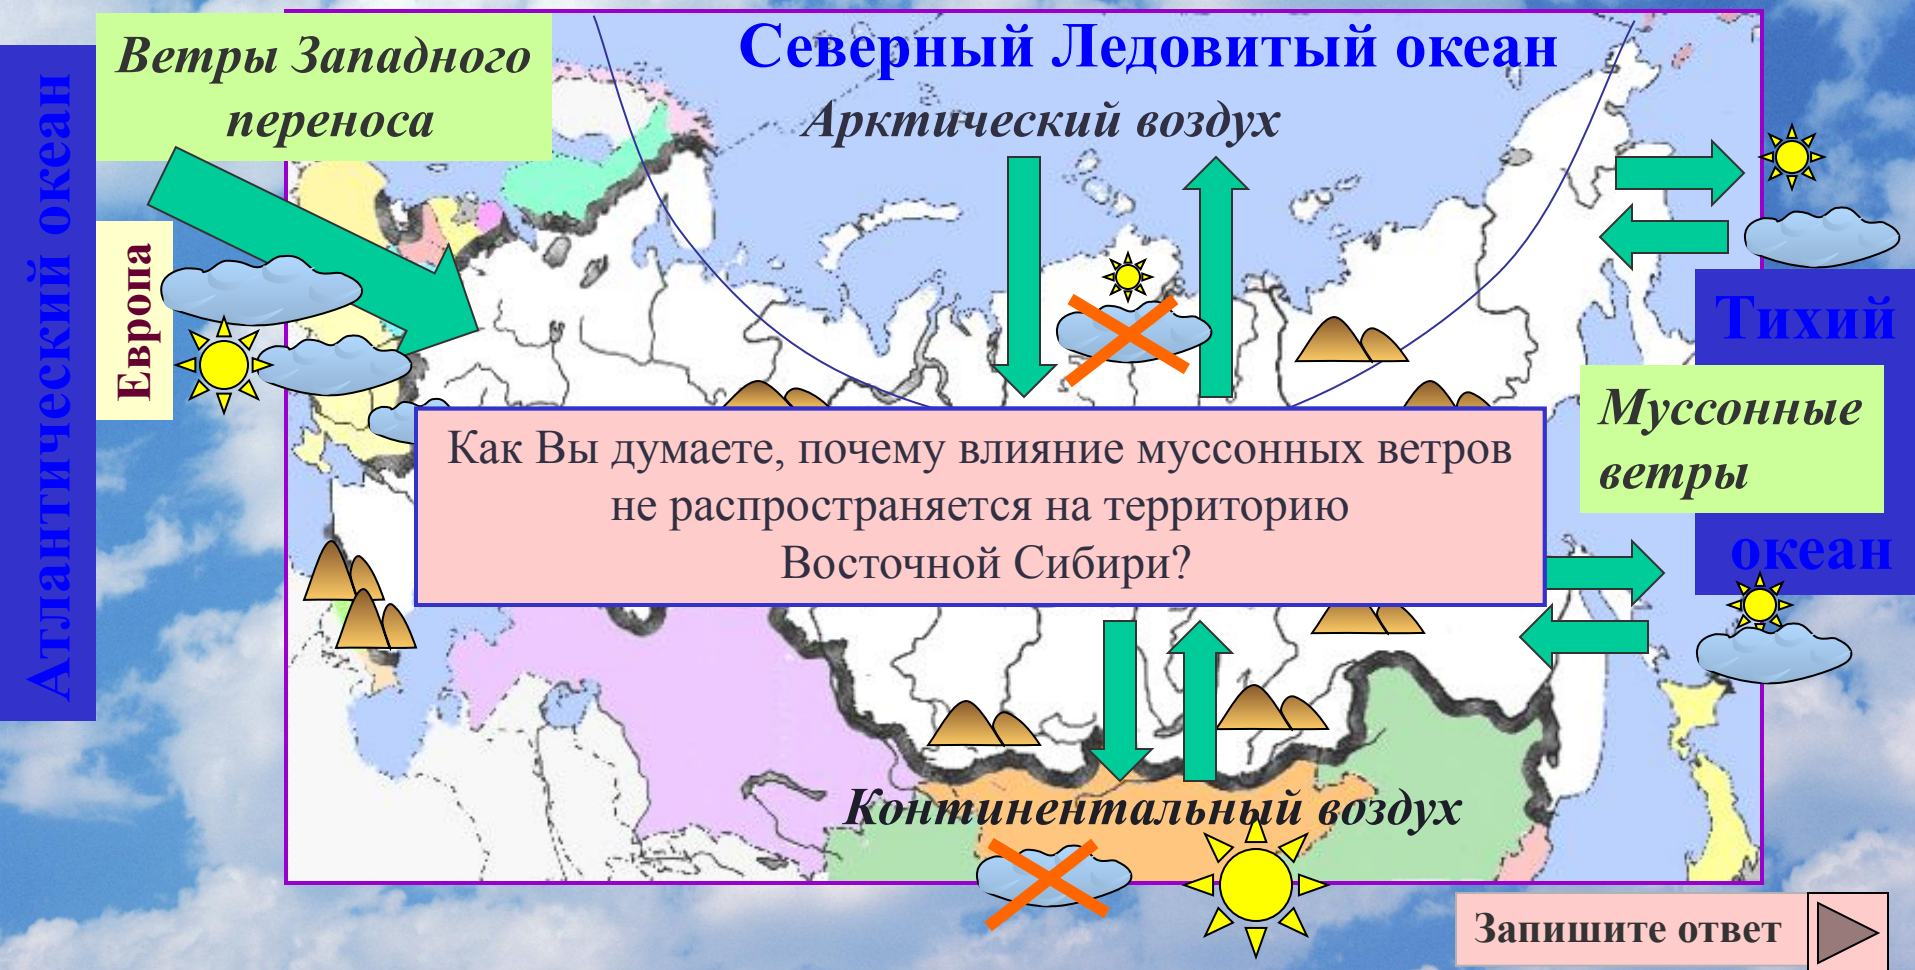 Ветры Западного
переноса
Северный Ледовитый океан
Арктический воздух
Атлантический океан
Европа
Тихий
океан
Муссонные
ветры
Как Вы думаете, почему влияние муссонных ветров
не распространяется на территорию
Восточной Сибири?
Континентальный воздух
Запишите ответ